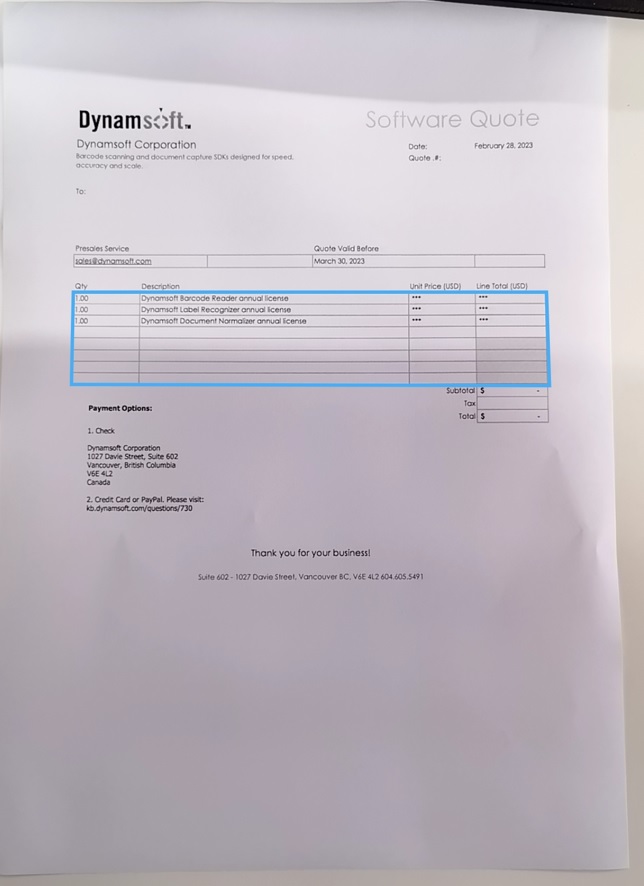 Dynamsoft
Software Quote
Dynamsoft Corporation
Barcode scanning and document capture SDKs designed for speed,
accuracy and scale.
Date: February 28, 2023
Quote #:
To:
Presales Service Quote Valid Before
sales@dynamsoft.com March 30, 2023
Qty Description Unit Price (USD) Line Total (USD)
1.00 Dynamsoft Barcode Reader annual license *** ***
1.00 Dynamsoft Label Recognizer annual license *** ***
1.00 Dynamsoft Document Normalizer annual license *** ***
Subtotal $ -
Tax
Total $ -
Payment Options:
1. Check
Dynamsoft Corporation
1027 Davie Street, Suite 602
Vancouver, British Columbia
V6E 4L2
Canada
2. Credit Card or PayPal. Please visit:
kb.dynamsoft.com/questions/730
Thank you for your business!
Suite 602 - 1027 Davie Street, Vancouver BC, V6E 4L2 604.605.5491